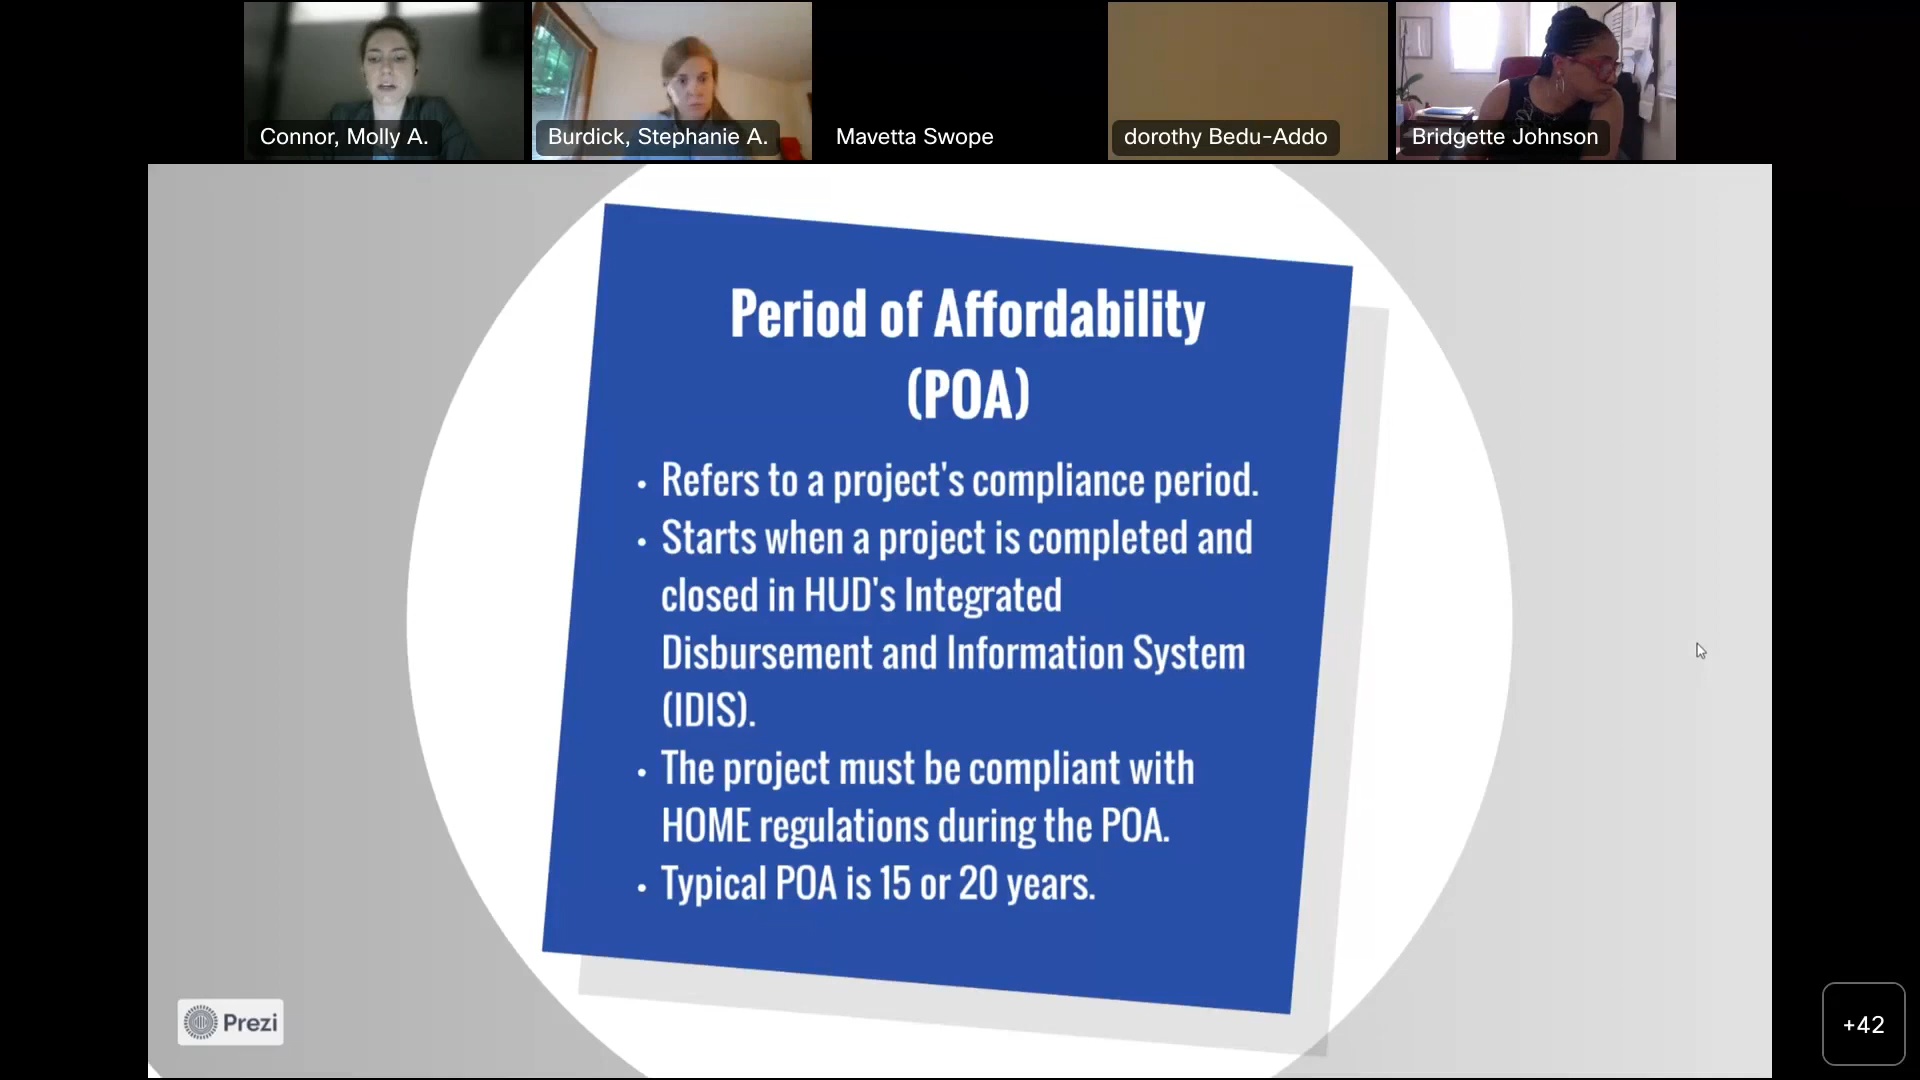 Connor, Molly A.
Burdick, Stephanie A.
Mavetta Swope
dorothy Bedu-Addo
Bridgette Johnson
Period of Affordability
(POA)
• Refers to a project's compliance period.
• Starts when a project is completed and
closed in HUD's Integrated
Disbursement and Information System
(IDIS).
• The project must be compliant with
HOME regulations during the POA.
• Typical POA is 15 or 20 years.
Prezi
+42